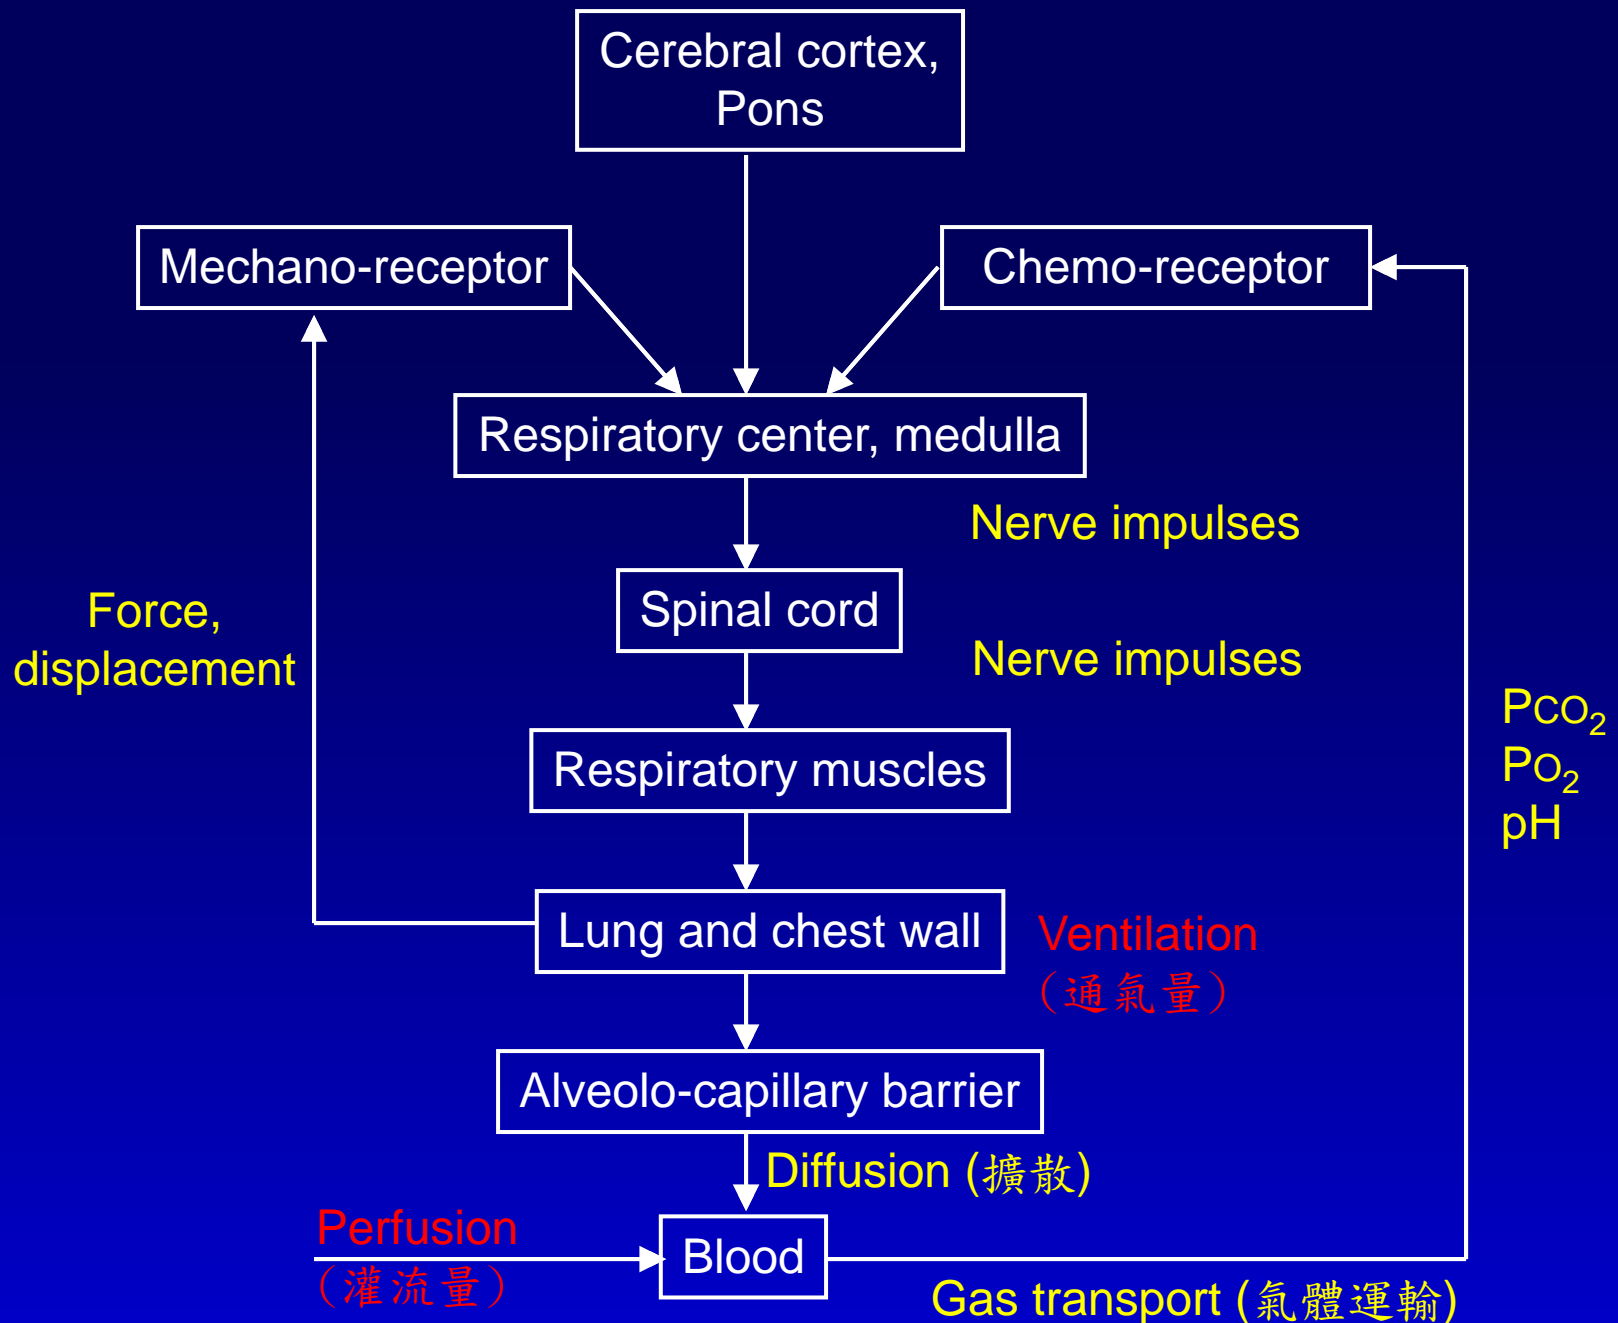 Cerebral cortex,
Pons
Mechano-receptor
Chemo-receptor
Respiratory center, medulla
Nerve impulses
Spinal cord
Force,
displacement
Nerve impulses
PCO₂
PO₂
pH
Respiratory muscles
Lung and chest wall
Ventilation
(通氣量)
Alveolo-capillary barrier
Diffusion (擴散)
Perfusion
(灌流量)
Blood
Gas transport (氣體運輸)